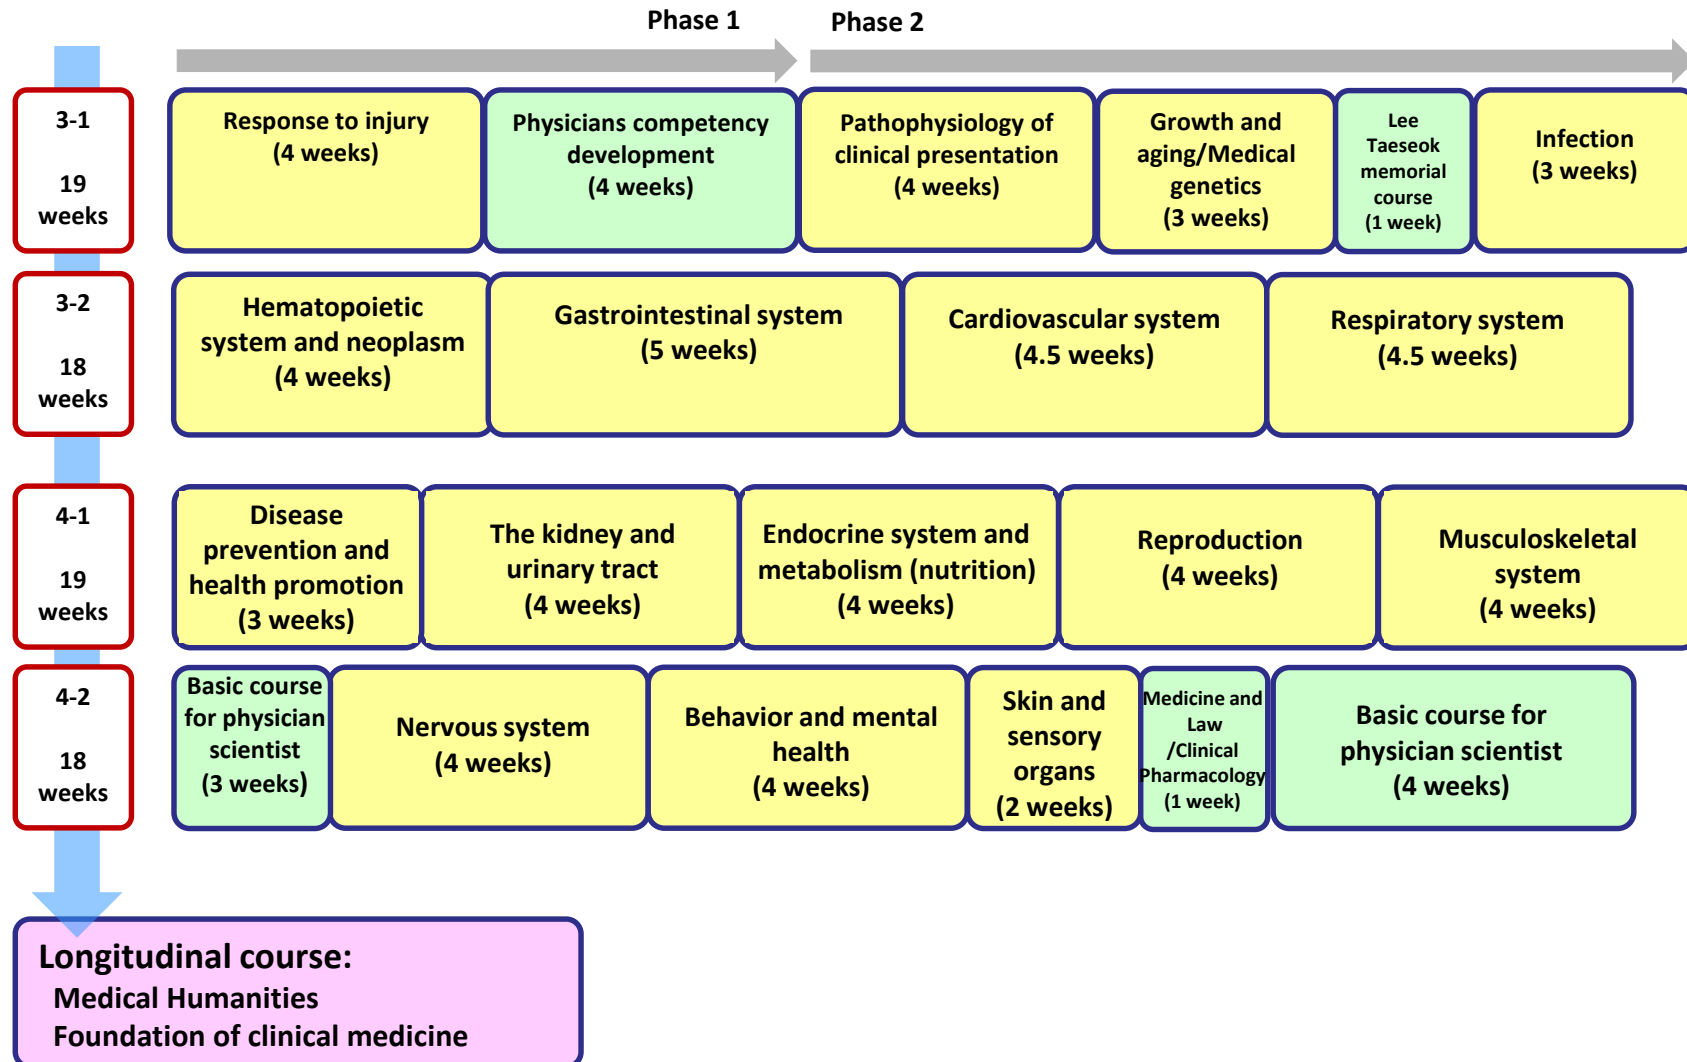 Phase 1
Phase 2
3-1
19
weeks
Response to injury
(4 weeks)
Physicians competency
development
(4 weeks)
Pathophysiology of
clinical presentation
(4 weeks)
Growth and
aging/Medical
genetics
(3 weeks)
Lee
Taeseok
memorial
course
(1 week)
Infection
(3 weeks)
3-2
18
weeks
Hematopoietic
system and neoplasm
(4 weeks)
Gastrointestinal system
(5 weeks)
Cardiovascular system
(4.5 weeks)
Respiratory system
(4.5 weeks)
4-1
19
weeks
Disease
prevention and
health promotion
(3 weeks)
The kidney and
urinary tract
(4 weeks)
Endocrine system and
metabolism (nutrition)
(4 weeks)
Reproduction
(4 weeks)
Musculoskeletal
system
(4 weeks)
4-2
18
weeks
Basic course
for physician
scientist
(3 weeks)
Nervous system
(4 weeks)
Behavior and mental
health
(4 weeks)
Skin and
sensory
organs
(2 weeks)
Medicine and
Law
/Clinical
Pharmacology
(1 week)
Basic course for
physician scientist
(4 weeks)
Longitudinal course:
Medical Humanities
Foundation of clinical medicine